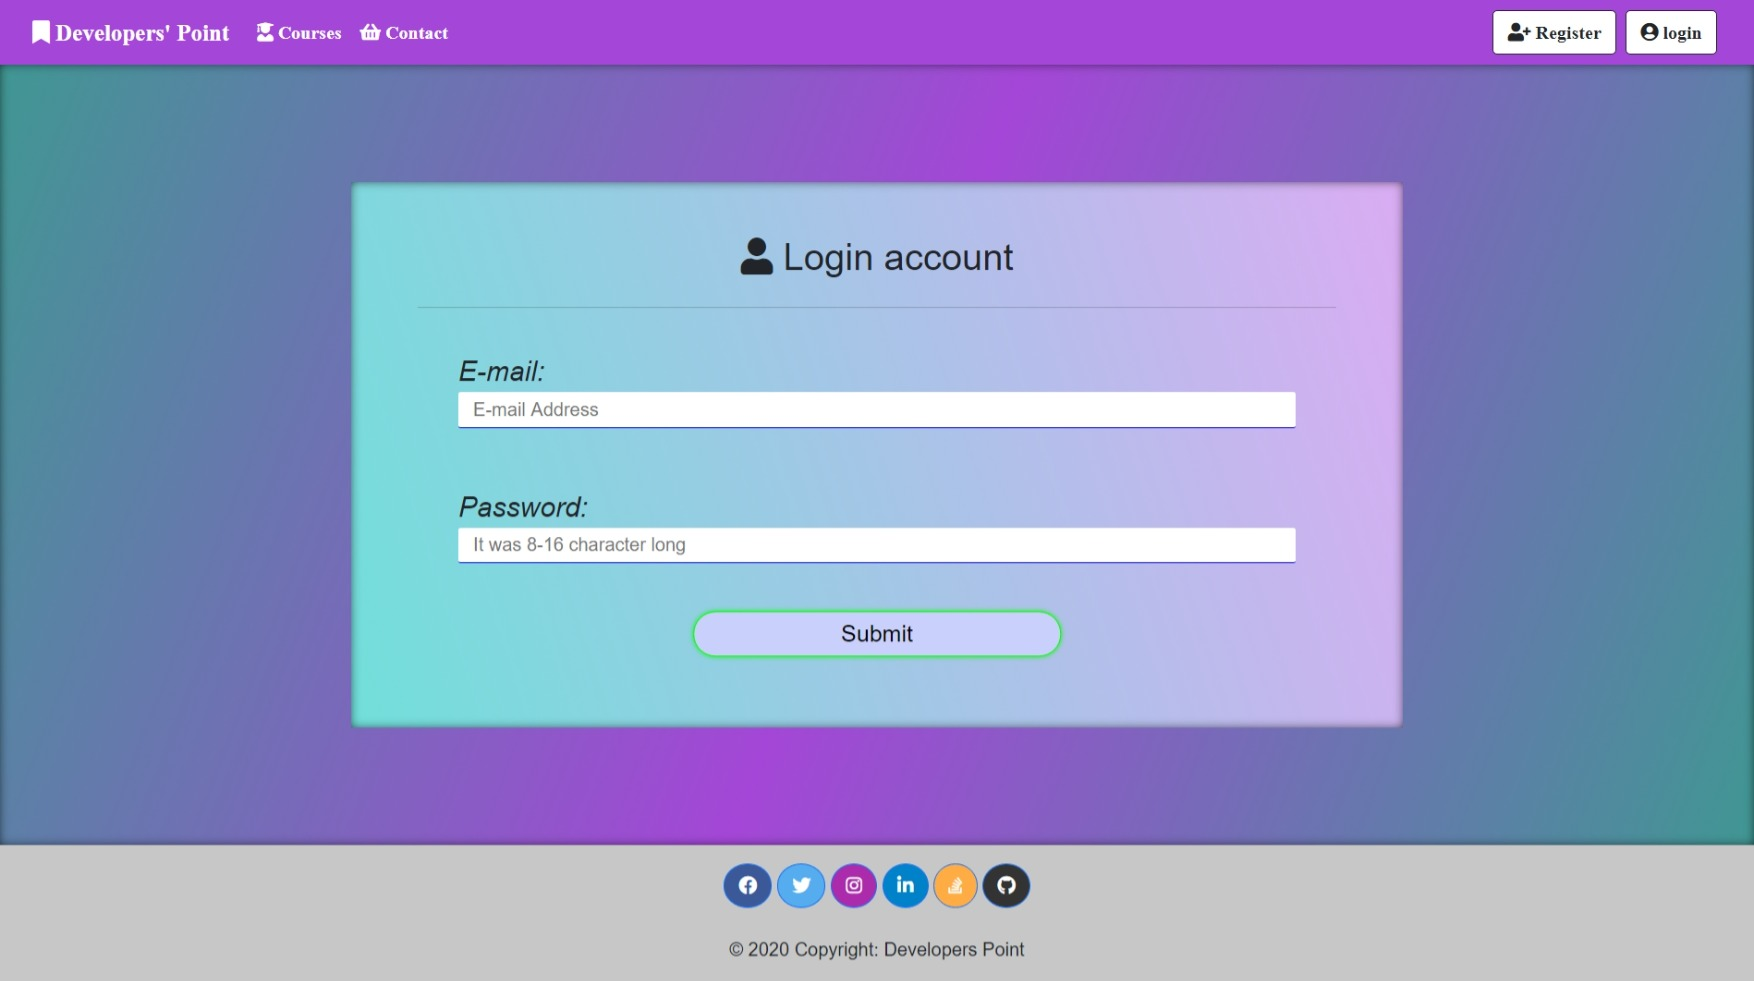 Developers' Point Courses Contact Register login
Login account
E-mail:
E-mail Address
Password:
It was 8-16 character long
Submit
© 2020 Copyright: Developers Point